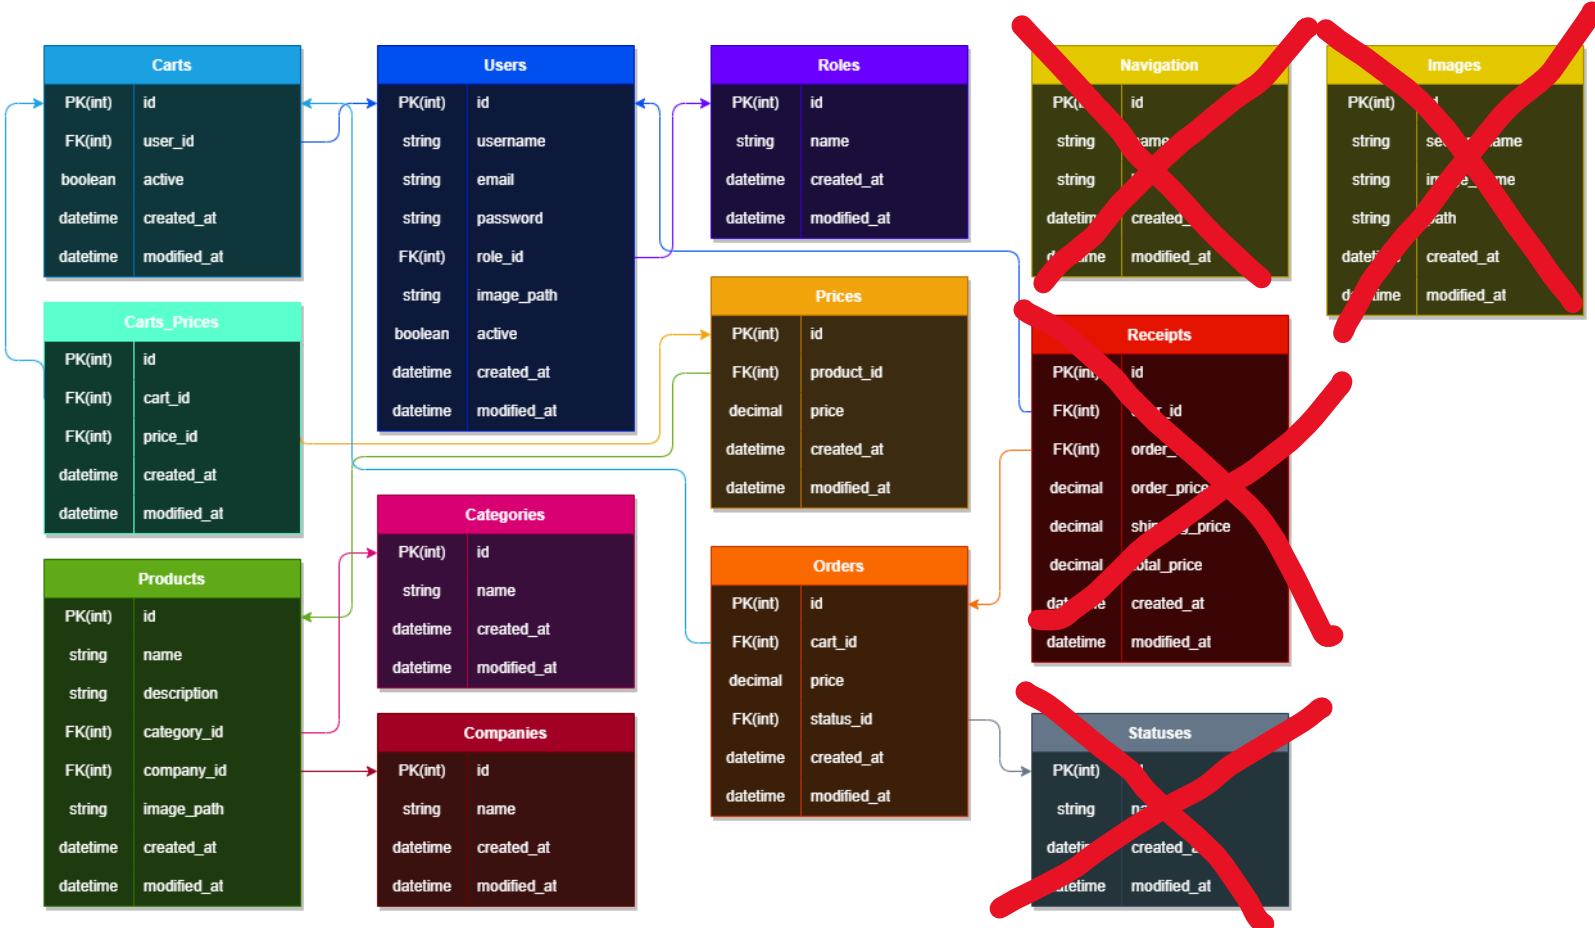 Carts
PK(int) id
FK(int) user_id
boolean active
datetime created_at
datetime modified_at
Carts_Prices
PK(int) id
FK(int) cart_id
FK(int) price_id
datetime created_at
datetime modified_at
Products
PK(int) id
string name
string description
FK(int) category_id
FK(int) company_id
string image_path
datetime created_at
datetime modified_at
Users
PK(int) id
string username
string email
string password
FK(int) role_id
string image_path
boolean active
datetime created_at
datetime modified_at
Categories
PK(int) id
string name
datetime created_at
datetime modified_at
Companies
PK(int) id
string name
datetime created_at
datetime modified_at
Roles
PK(int) id
string name
datetime created_at
datetime modified_at
Prices
PK(int) id
FK(int) product_id
decimal price
datetime created_at
datetime modified_at
Orders
PK(int) id
FK(int) cart_id
decimal price
FK(int) status_id
datetime created_at
datetime modified_at
Navigation
id
string
string
created_
modified_at
Receipts
PK(int) id
FK(int)
FK(int)
decimal order_price
decimal
decimal
created_at
datetime modified_at
Statuses
PK(int)
string
modified_at
Images
PK(int)
string
string
string
created_at
modified_at